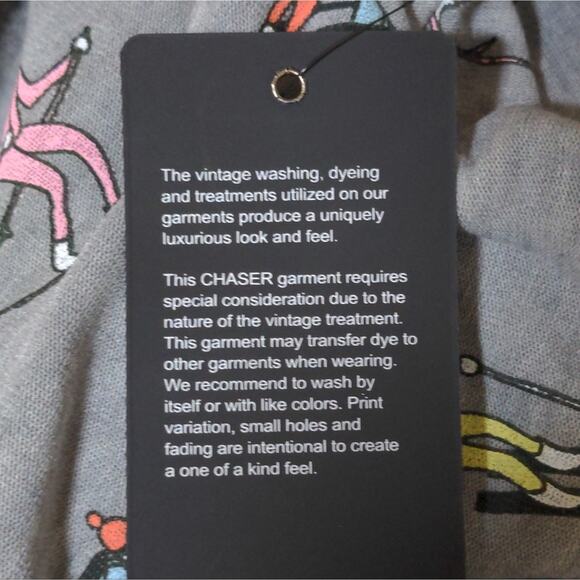 The vintage washing, dyeing
and treatments utilized on our
garments produce a uniquely
luxurious look and feel.
This CHASER garment requires
special consideration due to the
nature of the vintage treatment.
This garment may transfer dye to
other garments when wearing.
We recommend to wash by
itself or with like colors. Print
variation, small holes and
fading are intentional to create
a one of a kind feel.